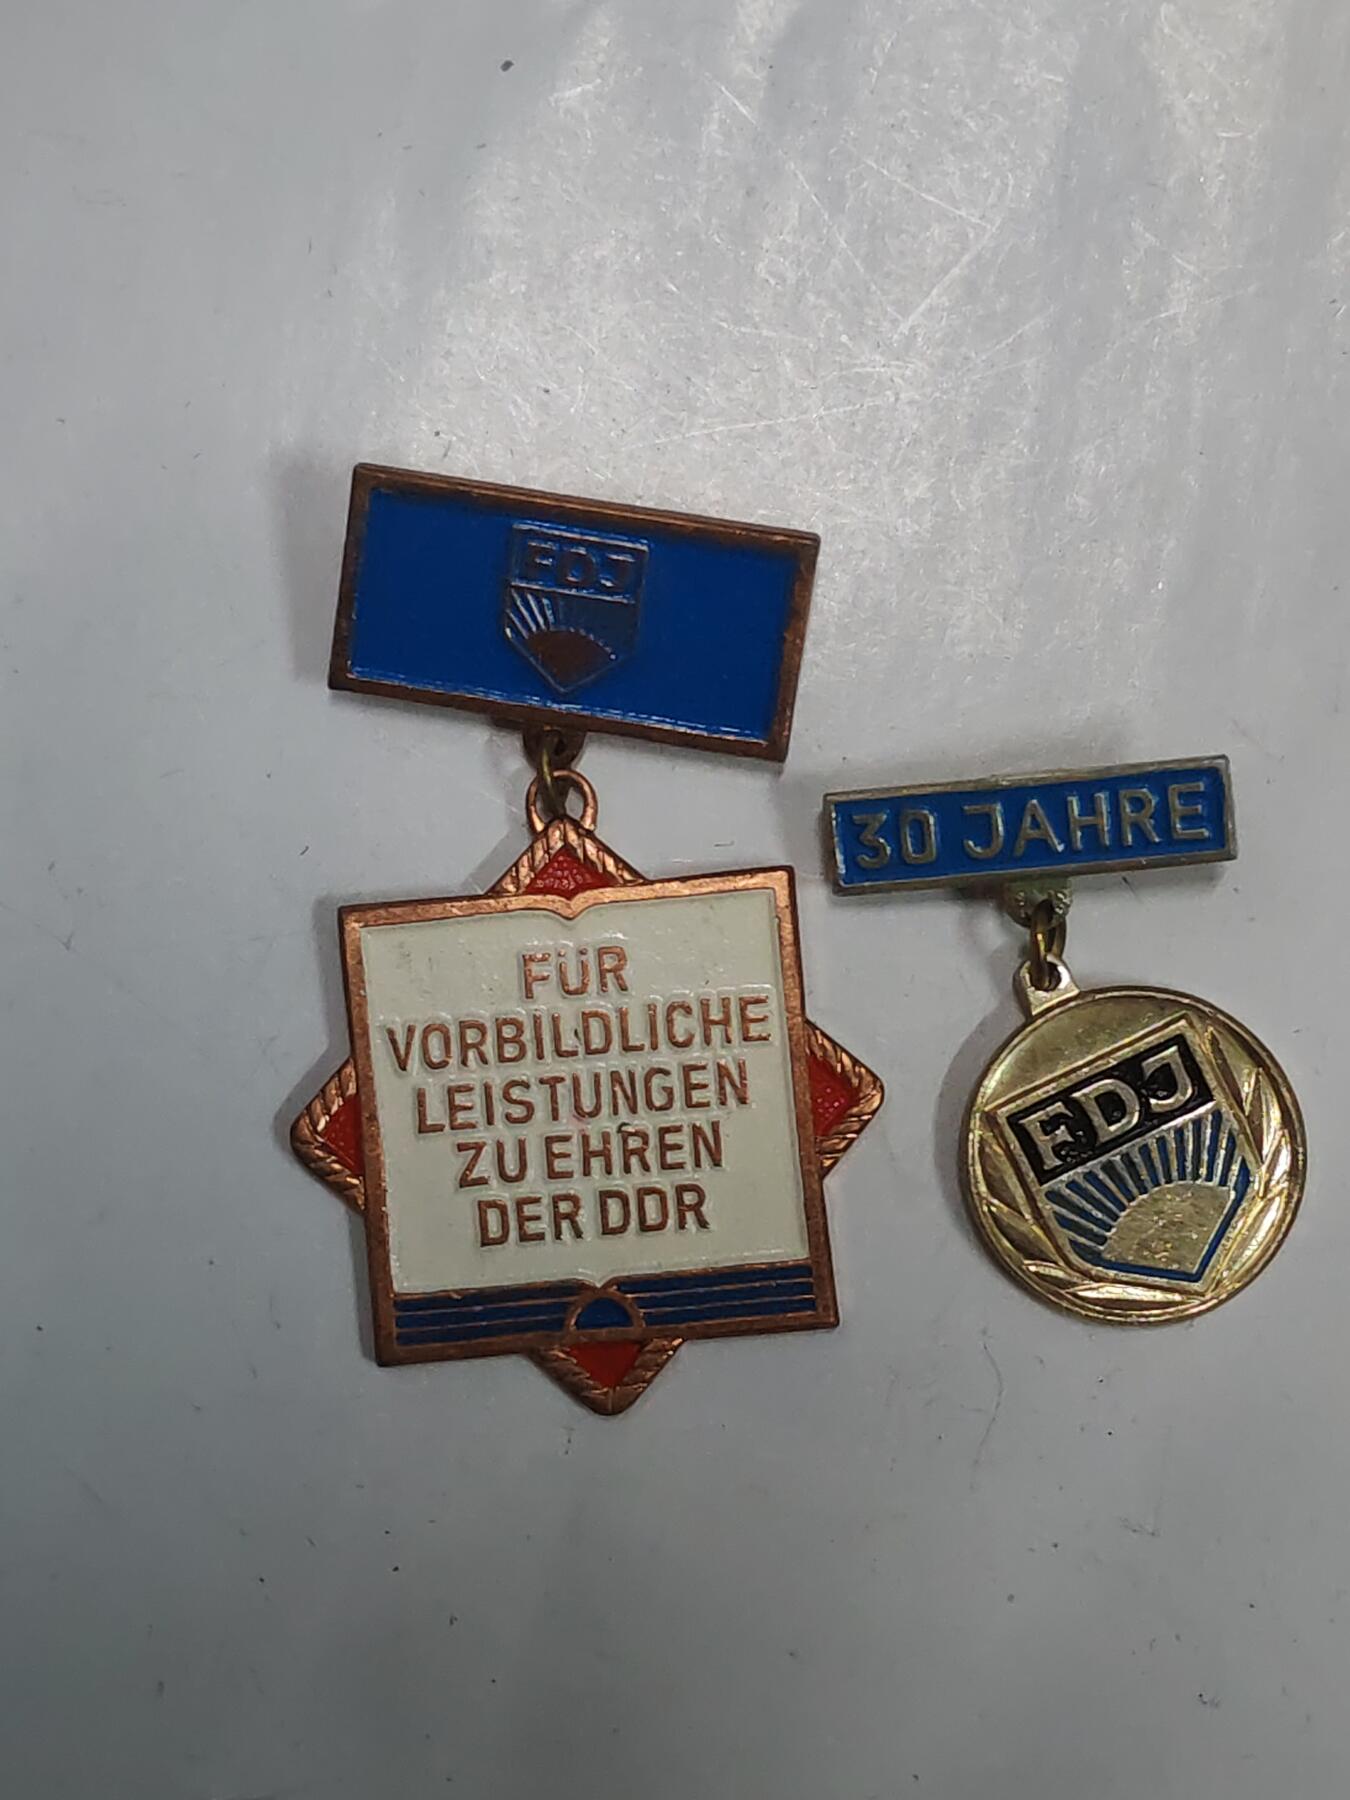 FDJ
FÜR
VORBILDLICHE
LEISTUNGEN
ZU EHREN
DER DDR
30 JAHRE
FDJ